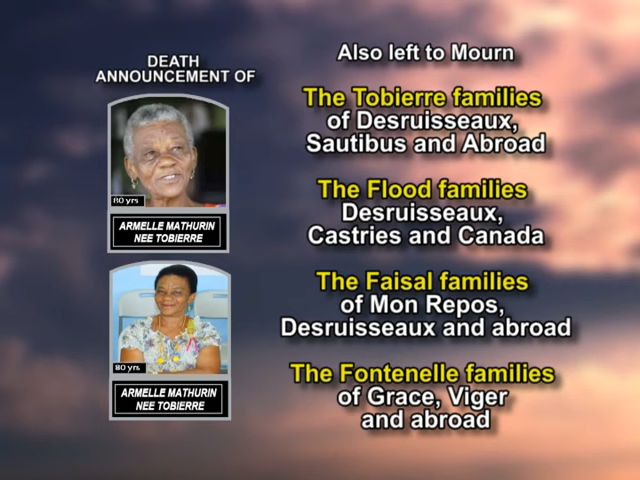 DEATH
ANNOUNCEMENT OF
80 yrs
ARMELLE MATHURIN
NEE TOBIERRE
80 yrs
ARMELLE MATHURIN
NEE TOBIERRE
Also left to Mourn
The Tobierre families
of Desruisseaux,
Sautibus and Abroad
The Flood families
Desruisseaux,
Castries and Canada
The Faisal families
of Mon Repos,
Desruisseaux and abroad
The Fontenelle families
of Grace, Viger
and abroad